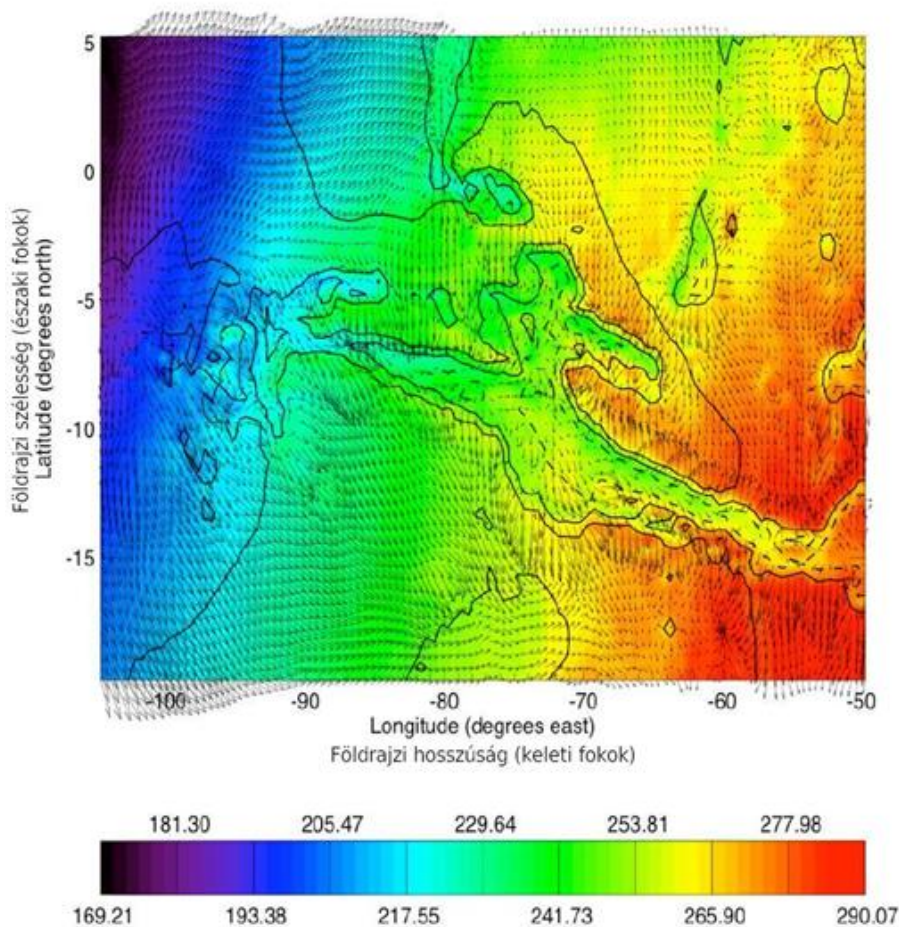 5
0
-5
-10
-15
Földrajzi szélesség (északi fokok)
Latitude (degrees north)
-100 -90 -80 -70 -60 -50
Longitude (degrees east)
Földrajzi hosszúság (keleti fokok)
181.30 205.47 229.64 253.81 277.98
169.21 193.38 217.55 241.73 265.90 290.07